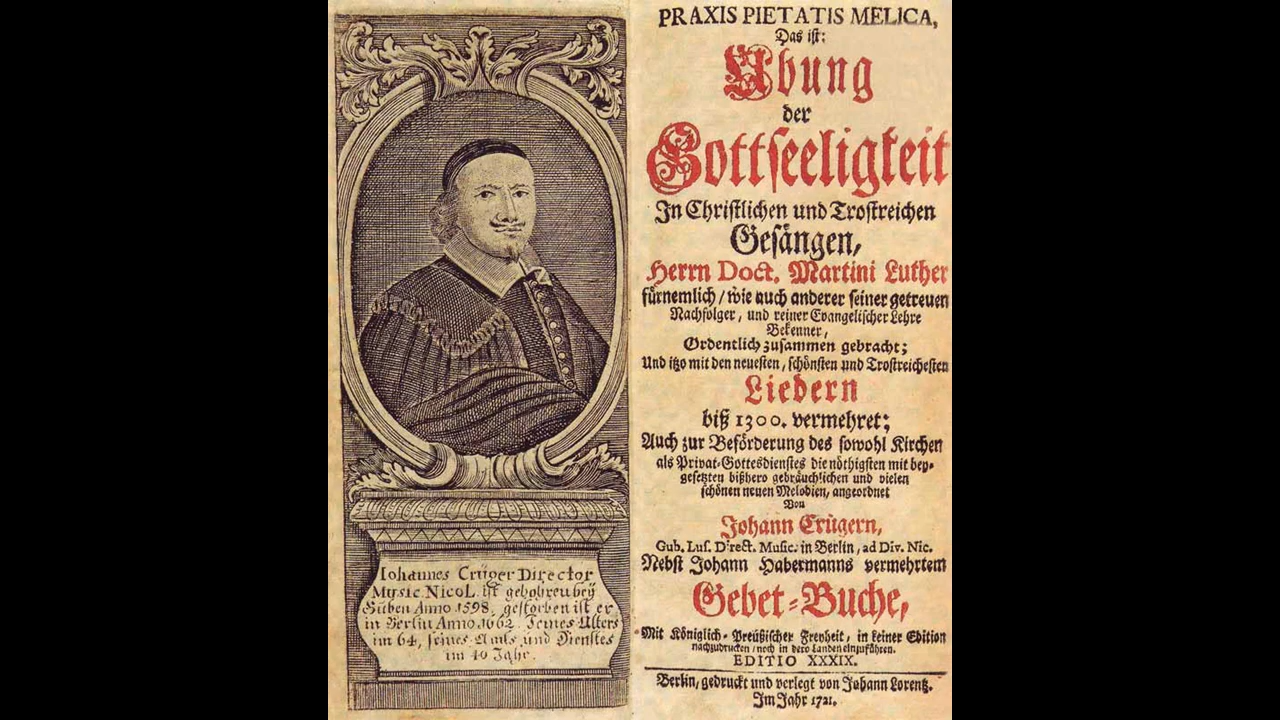 Iohannes Crüger Director
Music. NicoL. ist gebohren bey
Guben Anno 1598, gestorben ist er
in Berlin Anno. 1662. seines Alters
im 64, seines Amts und Dienstes
im 40 Jahr.
PRAXIS PIETATIS MELICA,
Das ist:
Ubung
der
Gottseeligkeit
In Christlichen und Trostreichen
Gesängen,
Herrn Doct. Martini Luther
fürnemlich / wie auch anderer seiner getreuen
Nachfolger, und reiner Evangelischer Lehre
Bekenner,
Ordentlich zusammen gebracht;
Und itzo mit den neuesten, schönsten und Trostreichesten
Liedern
biß 1300. vermehret;
Auch zur Beförderung des sowohl Kirchen
als Privat-Gottesdienstes die nöthigsten mit bey-
gesetzten bißhero gebräuchlichen und vielen
schönen neuen Melodien, angeordnet
Von
Johann Crügern,
Gub. Lus. Direct. Music. in Berlin, ad Div. Nic.
Nebst Johann Habermanns vermehrtem
Gebet-Buche,
Mit Königlich-Preußischer Freyheit, in keiner Edition
nachzudrucken / noch in dero Landen einzuführen.
EDITIO XXXIX.
Berlin, gedruckt und verlegt von Johann Lorentz.
Im Jahr 1721.